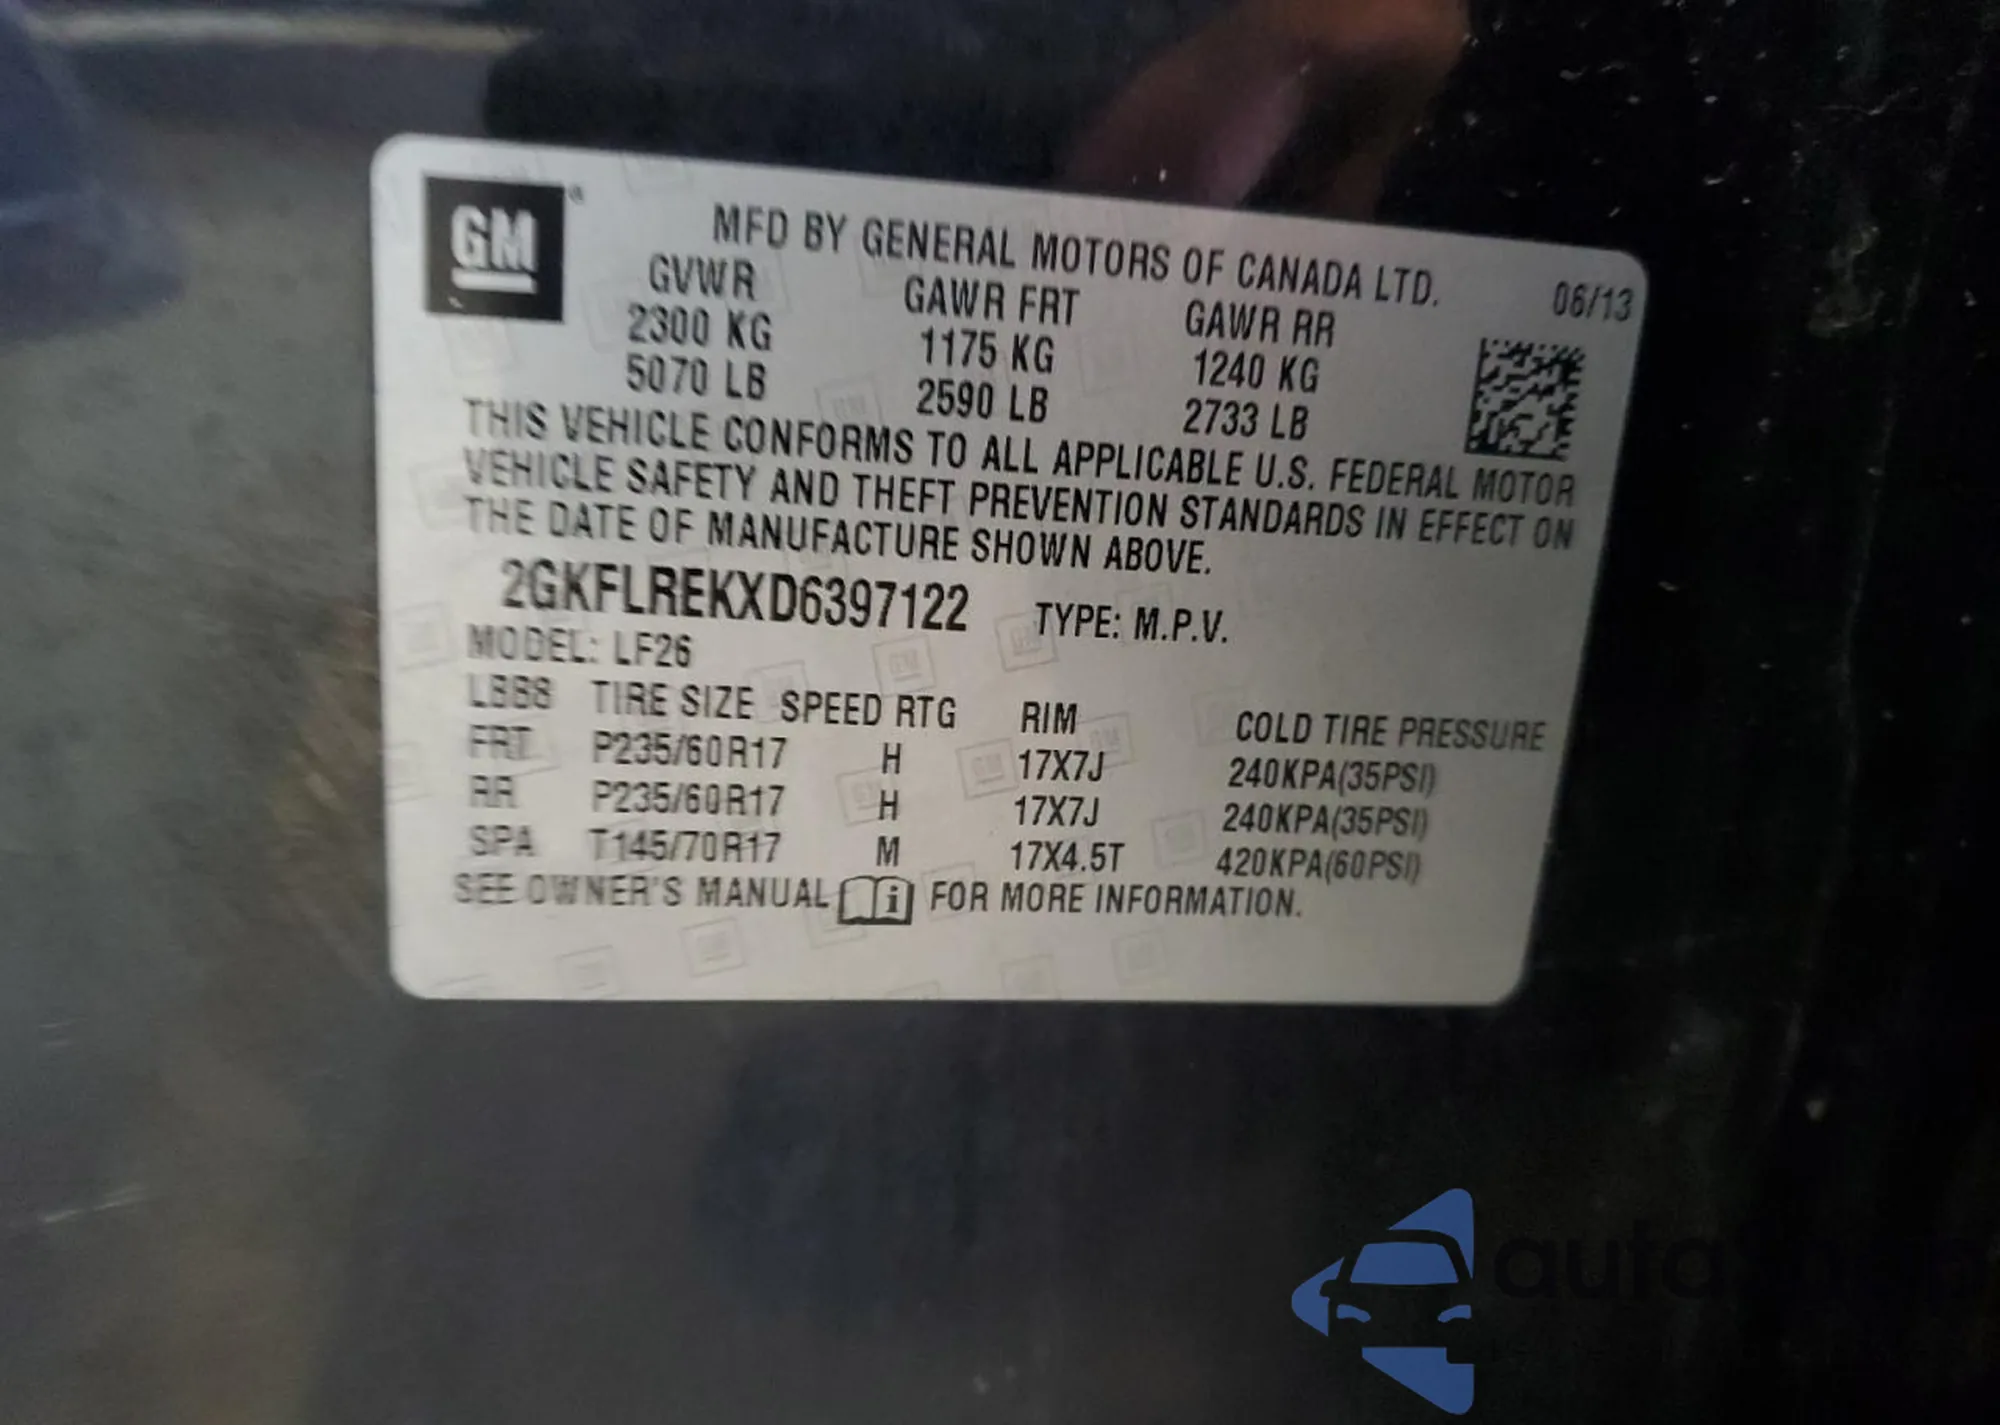 GM ®
MFD BY GENERAL MOTORS OF CANADA LTD.
06/13
GVWR GAWR FRT GAWR RR
2300 KG 1175 KG 1240 KG
5070 LB 2590 LB 2733 LB
THIS VEHICLE CONFORMS TO ALL APPLICABLE U.S. FEDERAL MOTOR
VEHICLE SAFETY AND THEFT PREVENTION STANDARDS IN EFFECT ON
THE DATE OF MANUFACTURE SHOWN ABOVE.
2GKFLREKXD6397122 TYPE: M.P.V.
MODEL: LF26
LBB8 TIRE SIZE SPEED RTG RIM COLD TIRE PRESSURE
FRT P235/60R17 H 17X7J 240KPA(35PSI)
RR P235/60R17 H 17X7J 240KPA(35PSI)
SPA T145/70R17 M 17X4.5T 420KPA(60PSI)
SEE OWNER'S MANUAL i FOR MORE INFORMATION.
auto